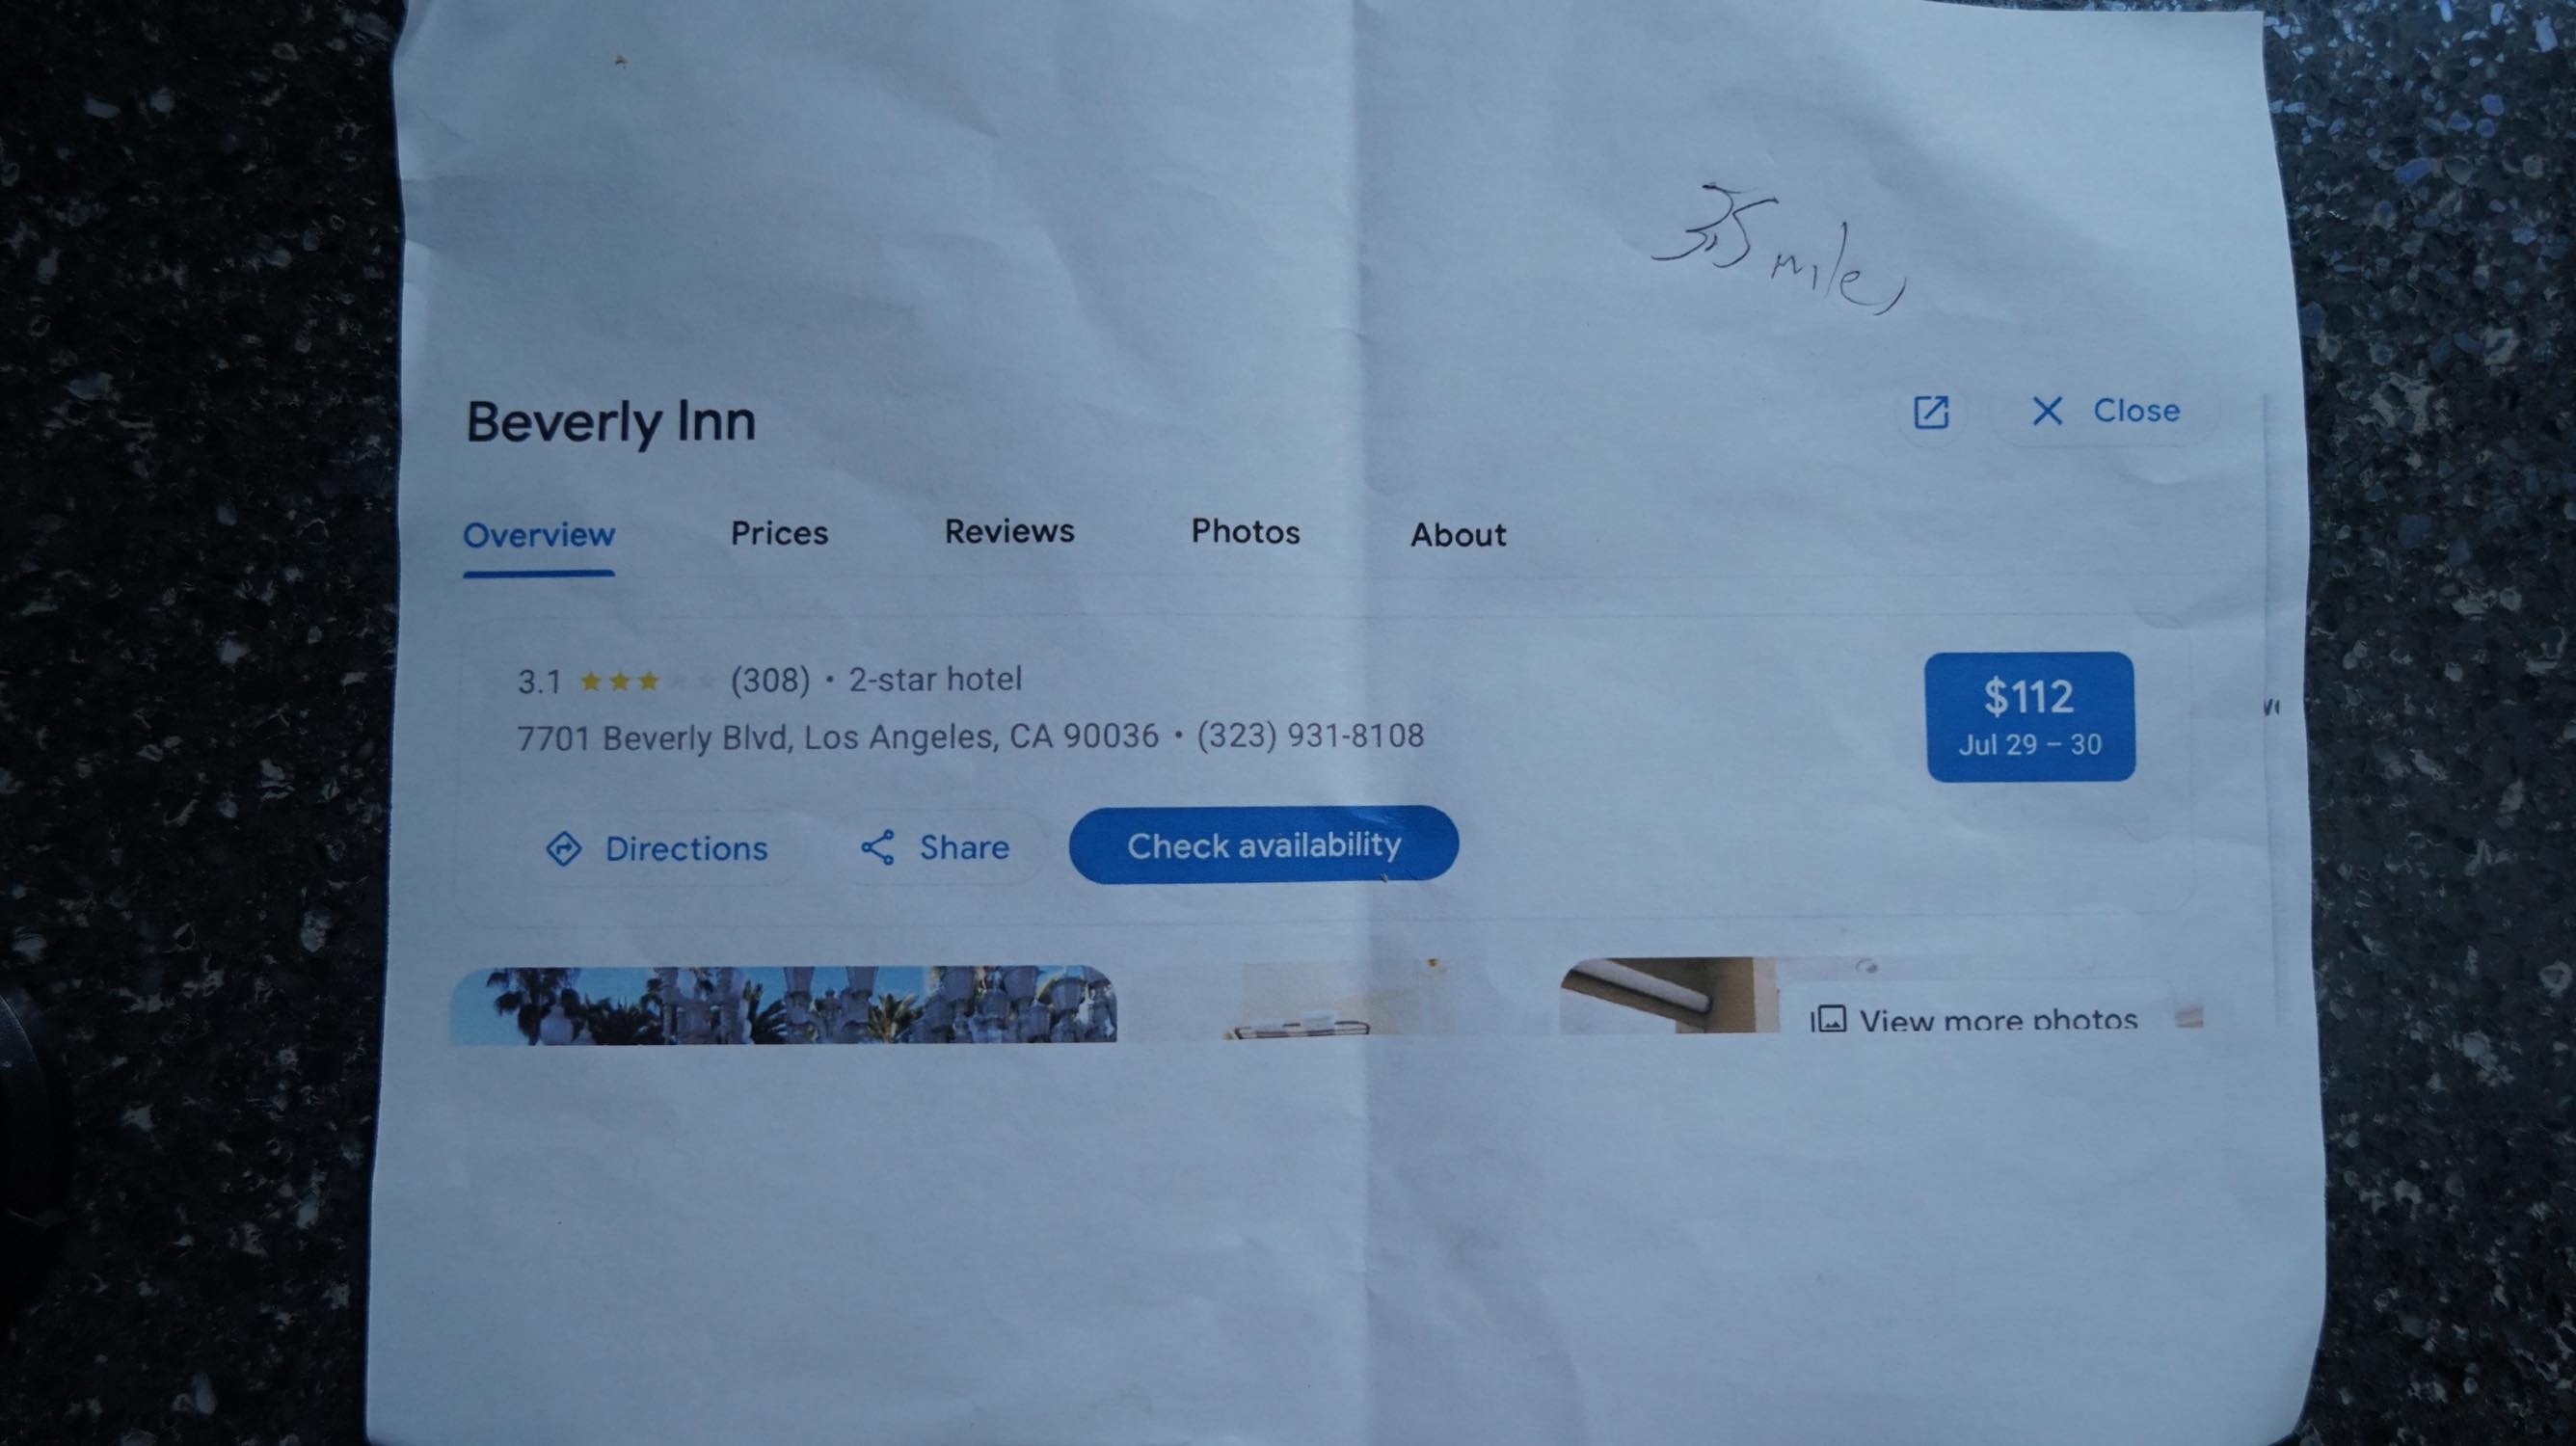 3.5 miles
Beverly Inn
Close
Overview Prices Reviews Photos About
3.1 (308) • 2-star hotel
$112
7701 Beverly Blvd, Los Angeles, CA 90036 • (323) 931-8108
Jul 29 – 30
Directions Share Check availability
View more photos